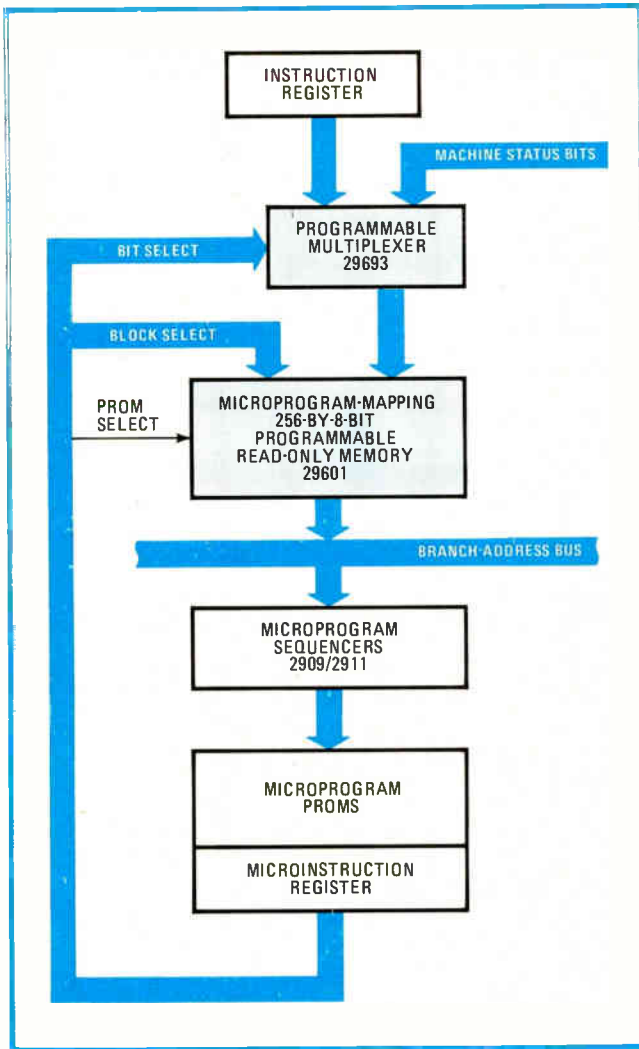 INSTRUCTION
REGISTER
MACHINE STATUS BITS
PROGRAMMABLE
MULTIPLEXER
29693
BIT SELECT
BLOCK SELECT
PROM
SELECT
MICROPROGRAM-MAPPING
256-BY-8-BIT
PROGRAMMABLE
READ-ONLY MEMORY
29601
BRANCH-ADDRESS BUS
MICROPROGRAM
SEQUENCERS
2909/2911
MICROPROGRAM
PROMS
MICROINSTRUCTION
REGISTER